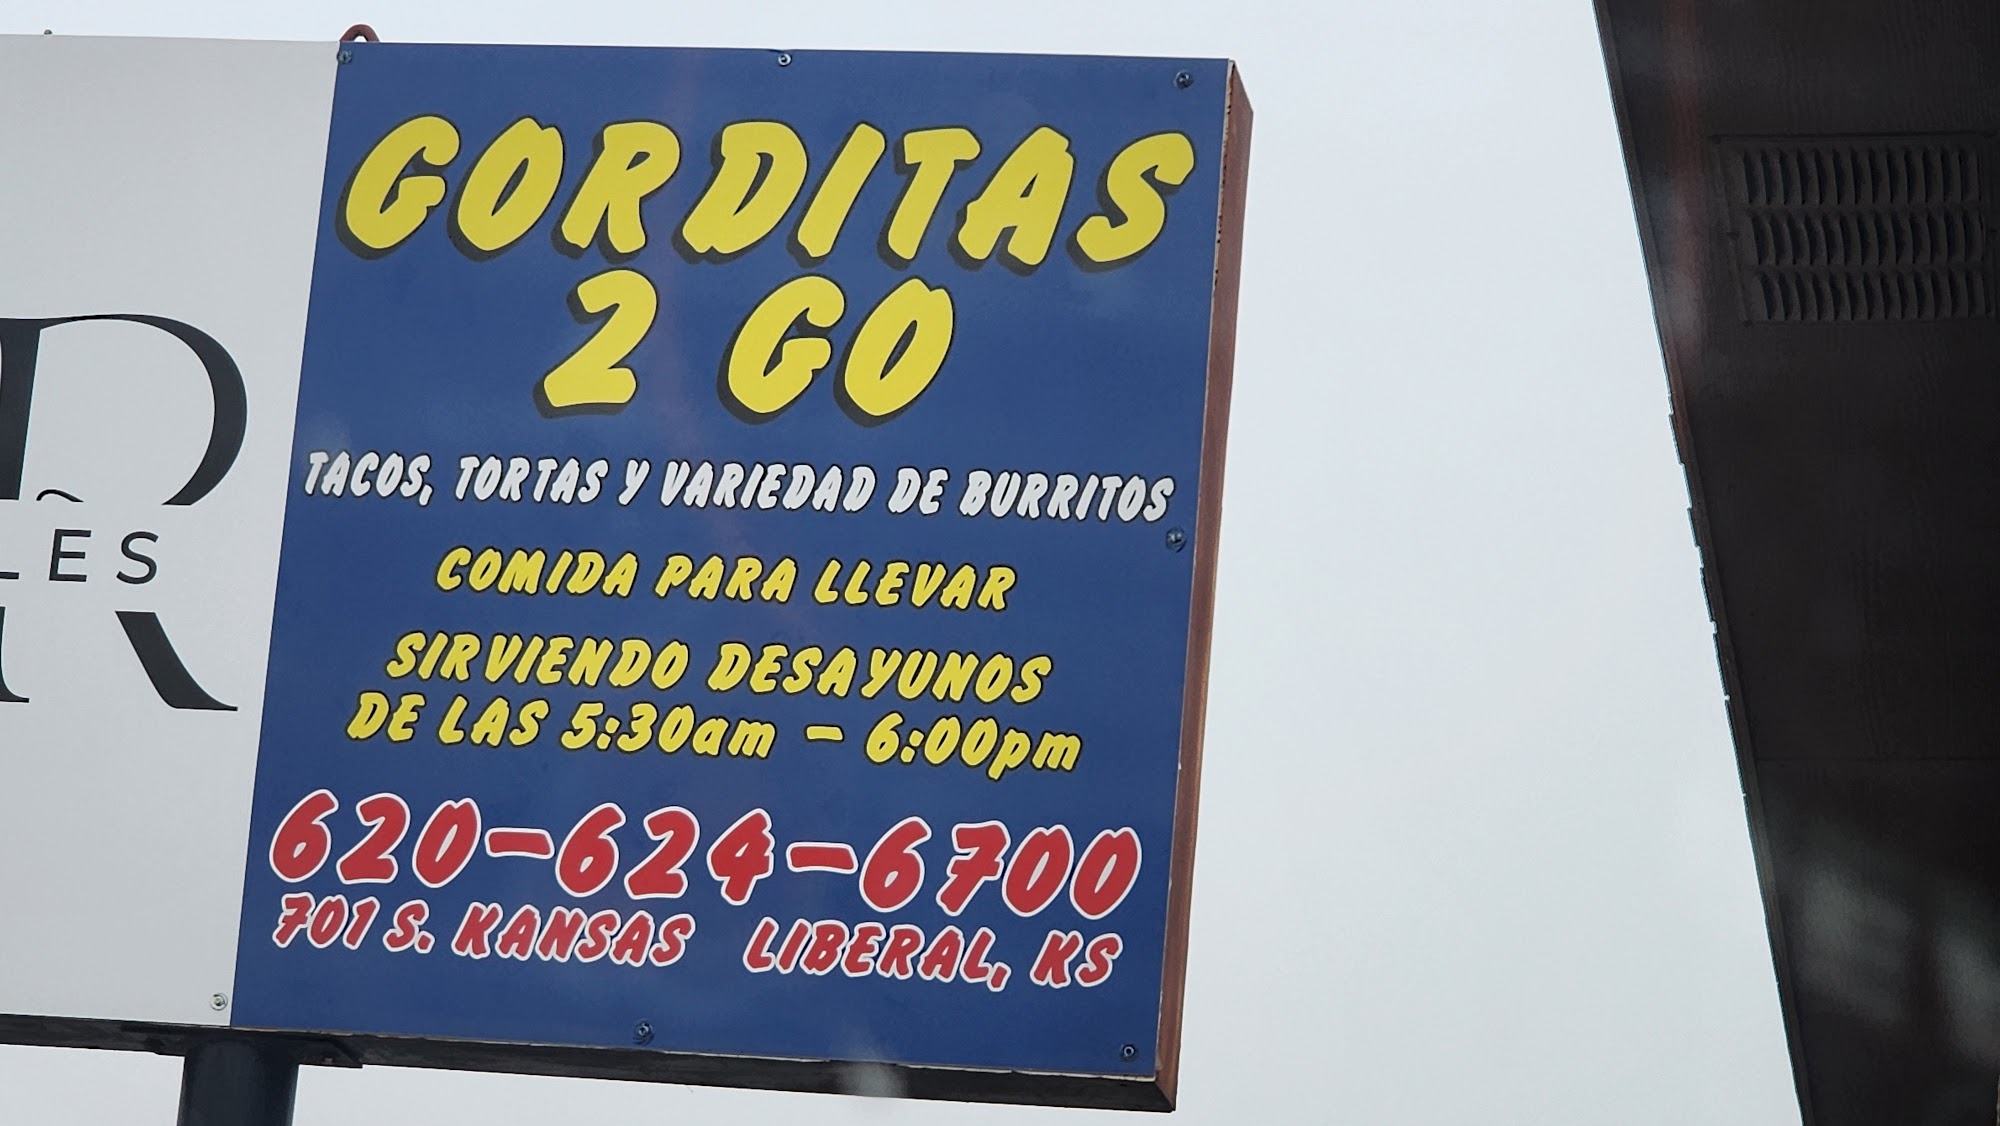 GORDITAS
2 GO
TACOS, TORTAS Y VARIEDAD DE BURRITOS
COMIDA PARA LLEVAR
SIRVIENDO DESAYUNOS
DE LAS 5:30am - 6:00pm
620-624-6700
701 S. KANSAS LIBERAL, KS